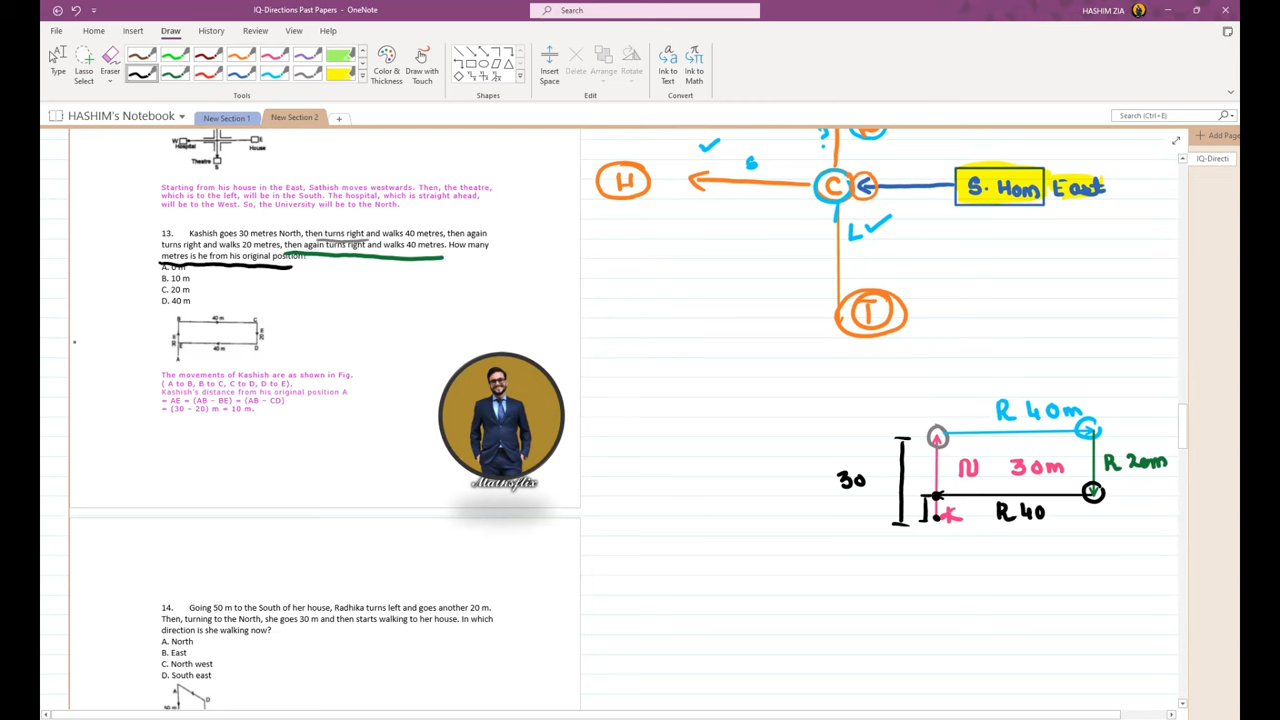 IQ-Directions Past Papers - OneNote
Search
HASHIM ZIA
File
Home
Insert
Draw
History
Review
View
Help
Type
Lasso Select
Eraser
Color & Thickness
Draw with Touch
Insert Space
Delete
Arrange
Rotate
Ink to Text
Ink to Math
Tools
Shapes
Edit
Convert
HASHIM's Notebook
New Section 1
New Section 2
Search (Ctrl+E)
Add Page
IQ-Directi
W
Hospital
E
House
Theatre
S
Starting from his house in the East, Sathish moves westwards. Then, the theatre,
which is to the left, will be in the South. The hospital, which is straight ahead,
will be to the West. So, the University will be to the North.
13. Kashish goes 30 metres North, then turns right and walks 40 metres, then again
turns right and walks 20 metres, then again turns right and walks 40 metres. How many
metres is he from his original position?
A. 0 m
B. 10 m
C. 20 m
D. 40 m
B 40 m C
30 m
20 m
E 40 m D
A
The movements of Kashish are as shown in Fig.
( A to B, B to C, C to D, D to E).
Kashish's distance from his original position A
= AE = (AB – BE) = (AB – CD)
= (30 – 20) m = 10 m.
Mainsflix
14. Going 50 m to the South of her house, Radhika turns left and goes another 20 m.
Then, turning to the North, she goes 30 m and then starts walking to her house. In which
direction is she walking now?
A. North
B. East
C. North west
D. South east
A
D
50 m
?
H
S
C
S. Hom East
L
T
R 40m
N 30m
R 20m
30
K
R 40